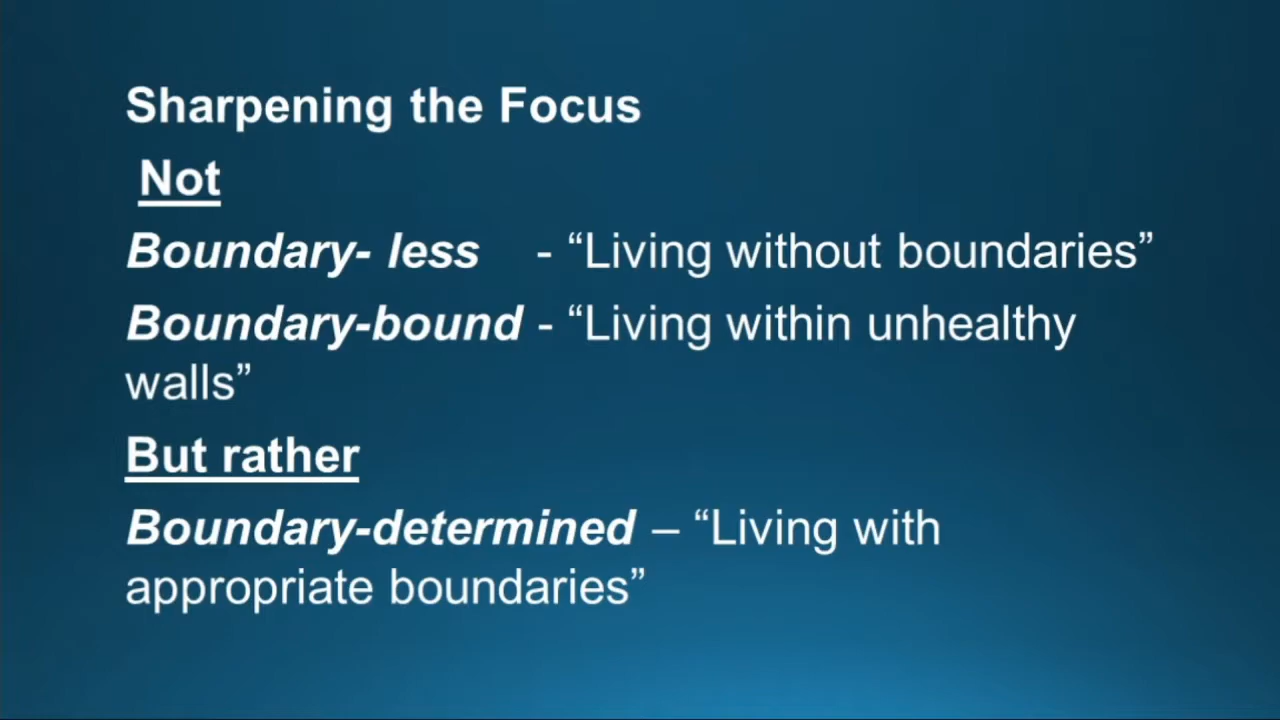 Sharpening the Focus
Not
Boundary- less - “Living without boundaries”
Boundary-bound - “Living within unhealthy
walls”
But rather
Boundary-determined – “Living with
appropriate boundaries”